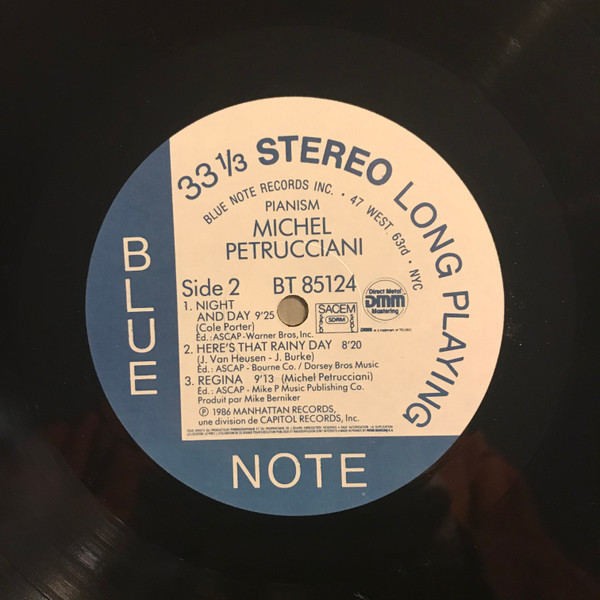 33 1/3 STEREO LONG PLAYING
BLUE NOTE RECORDS INC. • 47 WEST 63rd • NYC
PIANISM
MICHEL
PETRUCCIANI
Side 2 BT 85124
1. NIGHT
AND DAY 9'25
(Cole Porter)
Éd.: ASCAP-Warner Bros, Inc.
SACEM
SDRM
Direct Metal
DMM
Mastering
2. HERE'S THAT RAINY DAY 8'20
(J. Van Heusen - J. Burke)
Éd.: ASCAP - Bourne Co. / Dorsey Bros Music
3. REGINA 9'13 (Michel Petrucciani)
Éd.: ASCAP - Mike P Music Publishing Co.
Produit par Mike Berniker
℗ 1986 MANHATTAN RECORDS,
une division de CAPITOL RECORDS, Inc.
BLUE
NOTE